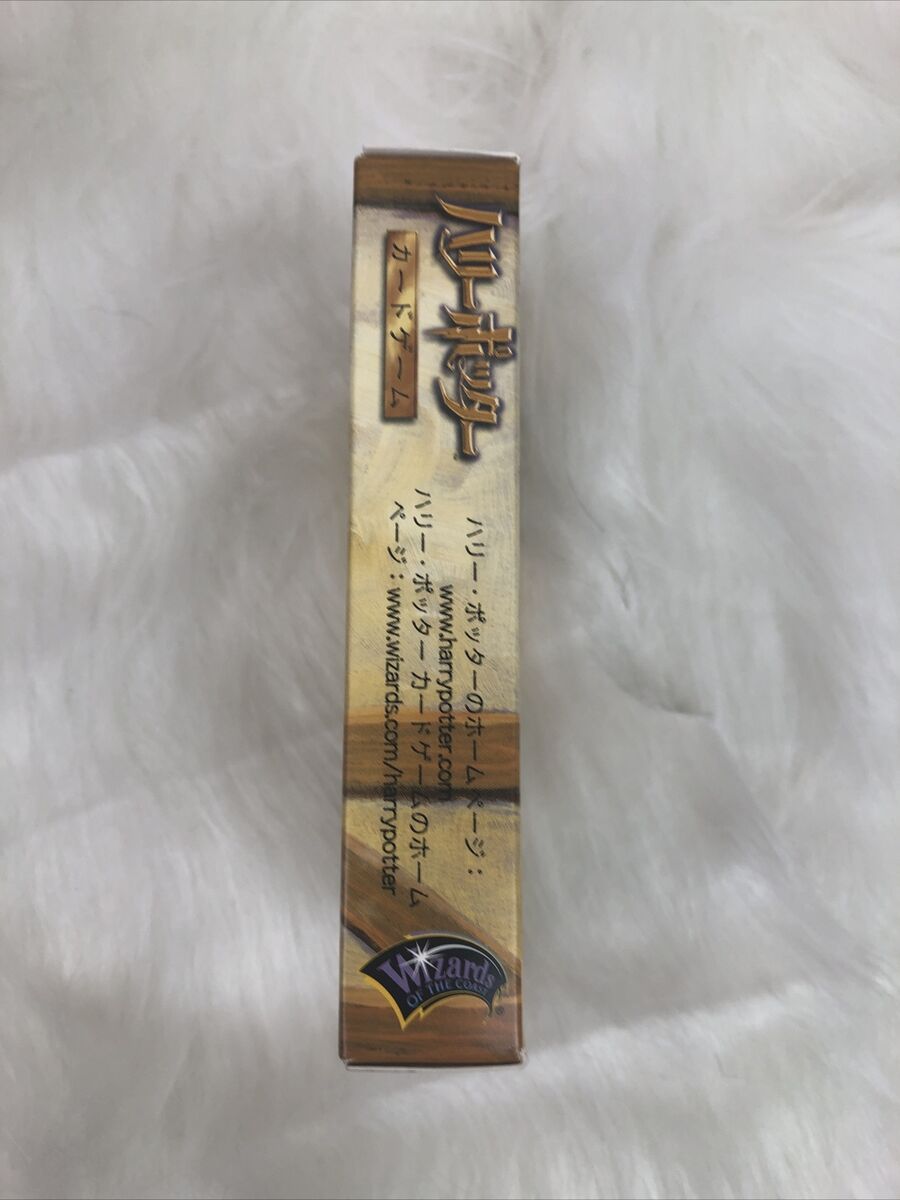 ハリー・ポッター
カードゲーム
ハリー・ポッターのホームページ：
www.harrypotter.com
ハリー・ポッター カードゲームのホーム
ページ：www.wizards.com/harrypotter
Wizards
OF THE COAST®